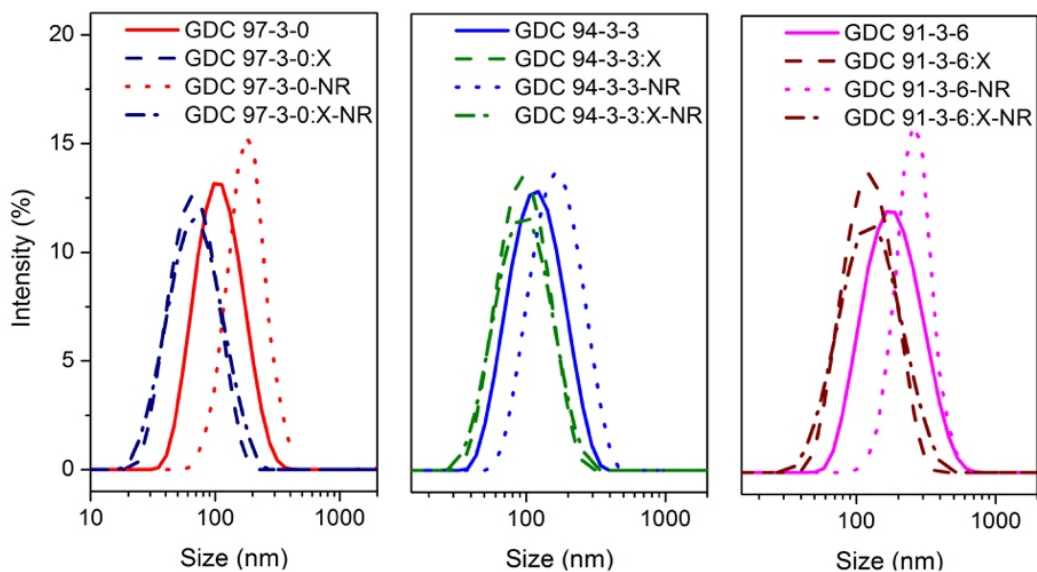 GDC 97-3-0
GDC 97-3-0:X
GDC 97-3-0-NR
GDC 97-3-0:X-NR
GDC 94-3-3
GDC 94-3-3:X
GDC 94-3-3-NR
GDC 94-3-3:X-NR
GDC 91-3-6
GDC 91-3-6:X
GDC 91-3-6-NR
GDC 91-3-6:X-NR
20
15
10
5
0
Intensity (%)
10 100 1000
100 1000
100 1000
Size (nm)
Size (nm)
Size (nm)